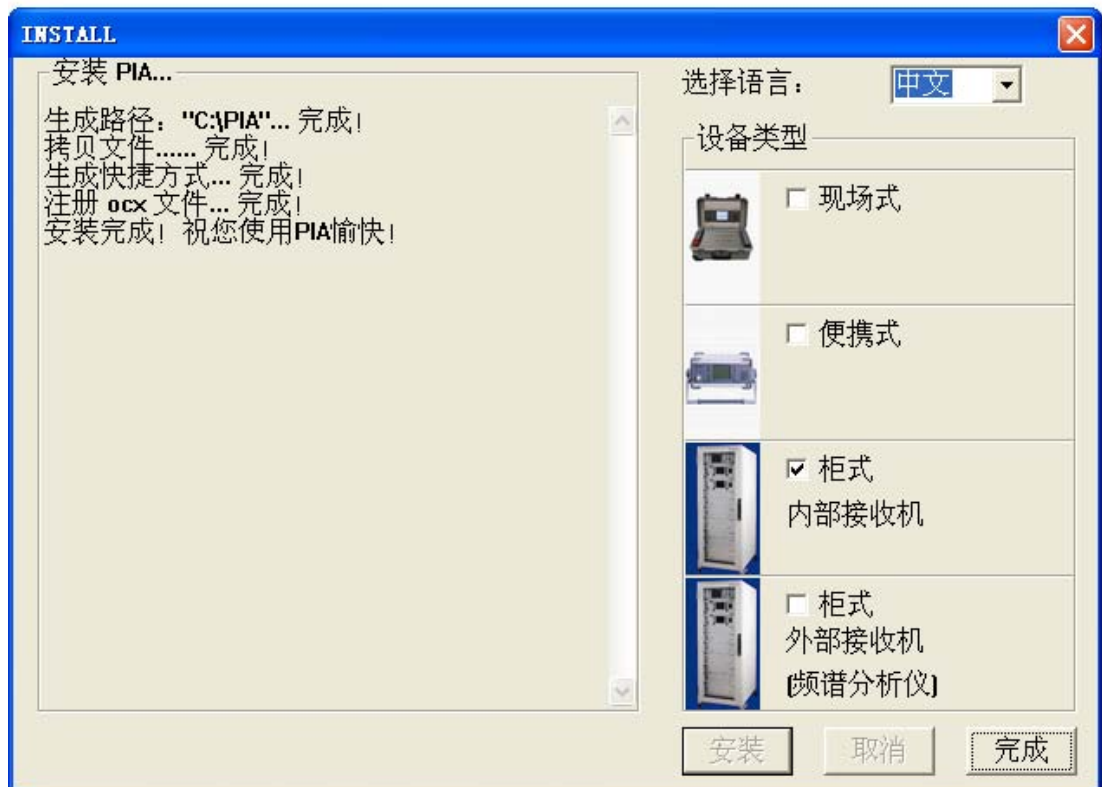 INSTALL
安装 PIA...
生成路径："C:\PIA"... 完成!
拷贝文件...... 完成!
生成快捷方式... 完成!
注册 ocx 文件... 完成!
安装完成! 祝您使用PIA愉快!
选择语言：
中文
设备类型
现场式
便携式
柜式
内部接收机
柜式
外部接收机
(频谱分析仪)
安装
取消
完成